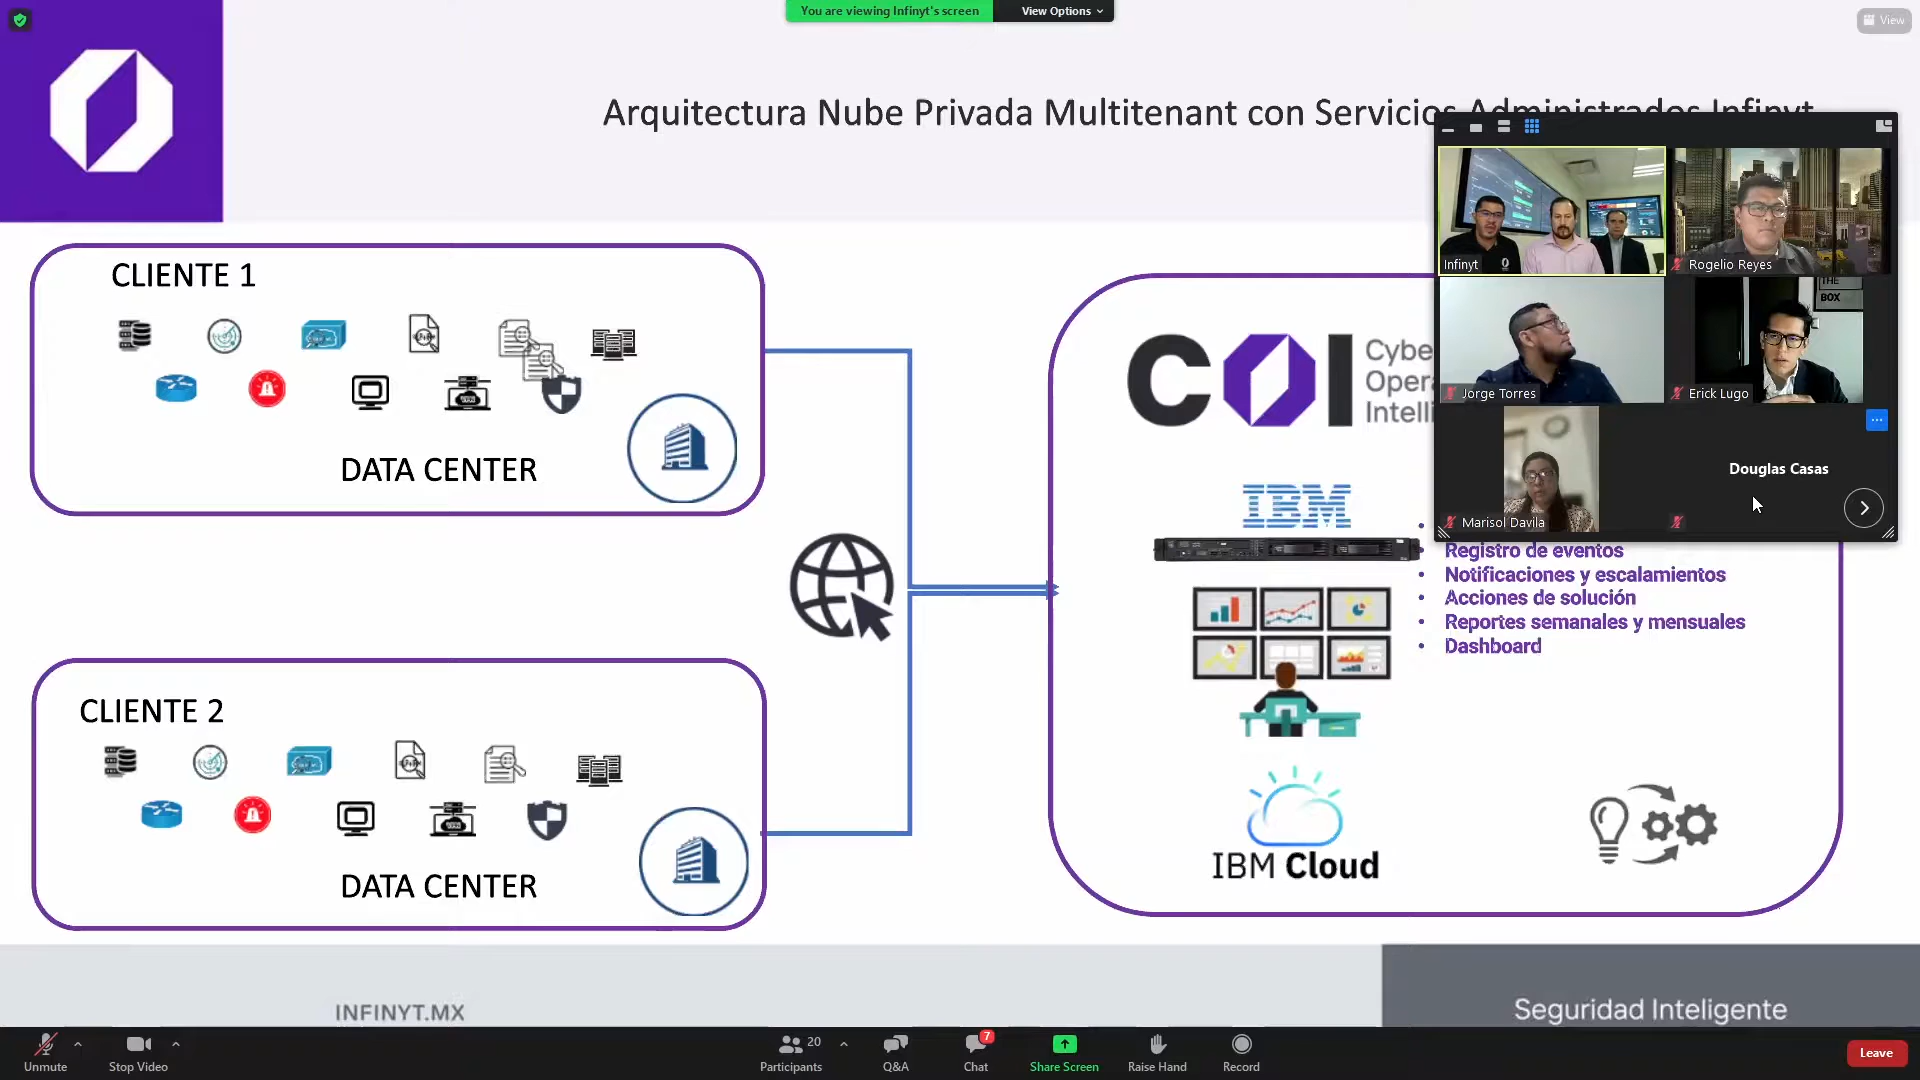 You are viewing Infinyt's screen
View Options
View
Arquitectura Nube Privada Multitenant con Servicios Administrados Infinyt
CLIENTE 1
DATA CENTER
CLIENTE 2
DATA CENTER
COI
IBM
Registro de eventos
Notificaciones y escalamientos
Acciones de solución
Reportes semanales y mensuales
Dashboard
IBM Cloud
Infinyt
Rogelio Reyes
THE
BOX
Jorge Torres
Erick Lugo
Marisol Davila
Douglas Casas
INFINYT.MX
Seguridad Inteligente
Unmute
Stop Video
20
Participants
Q&A
7
Chat
Share Screen
Raise Hand
Record
Leave